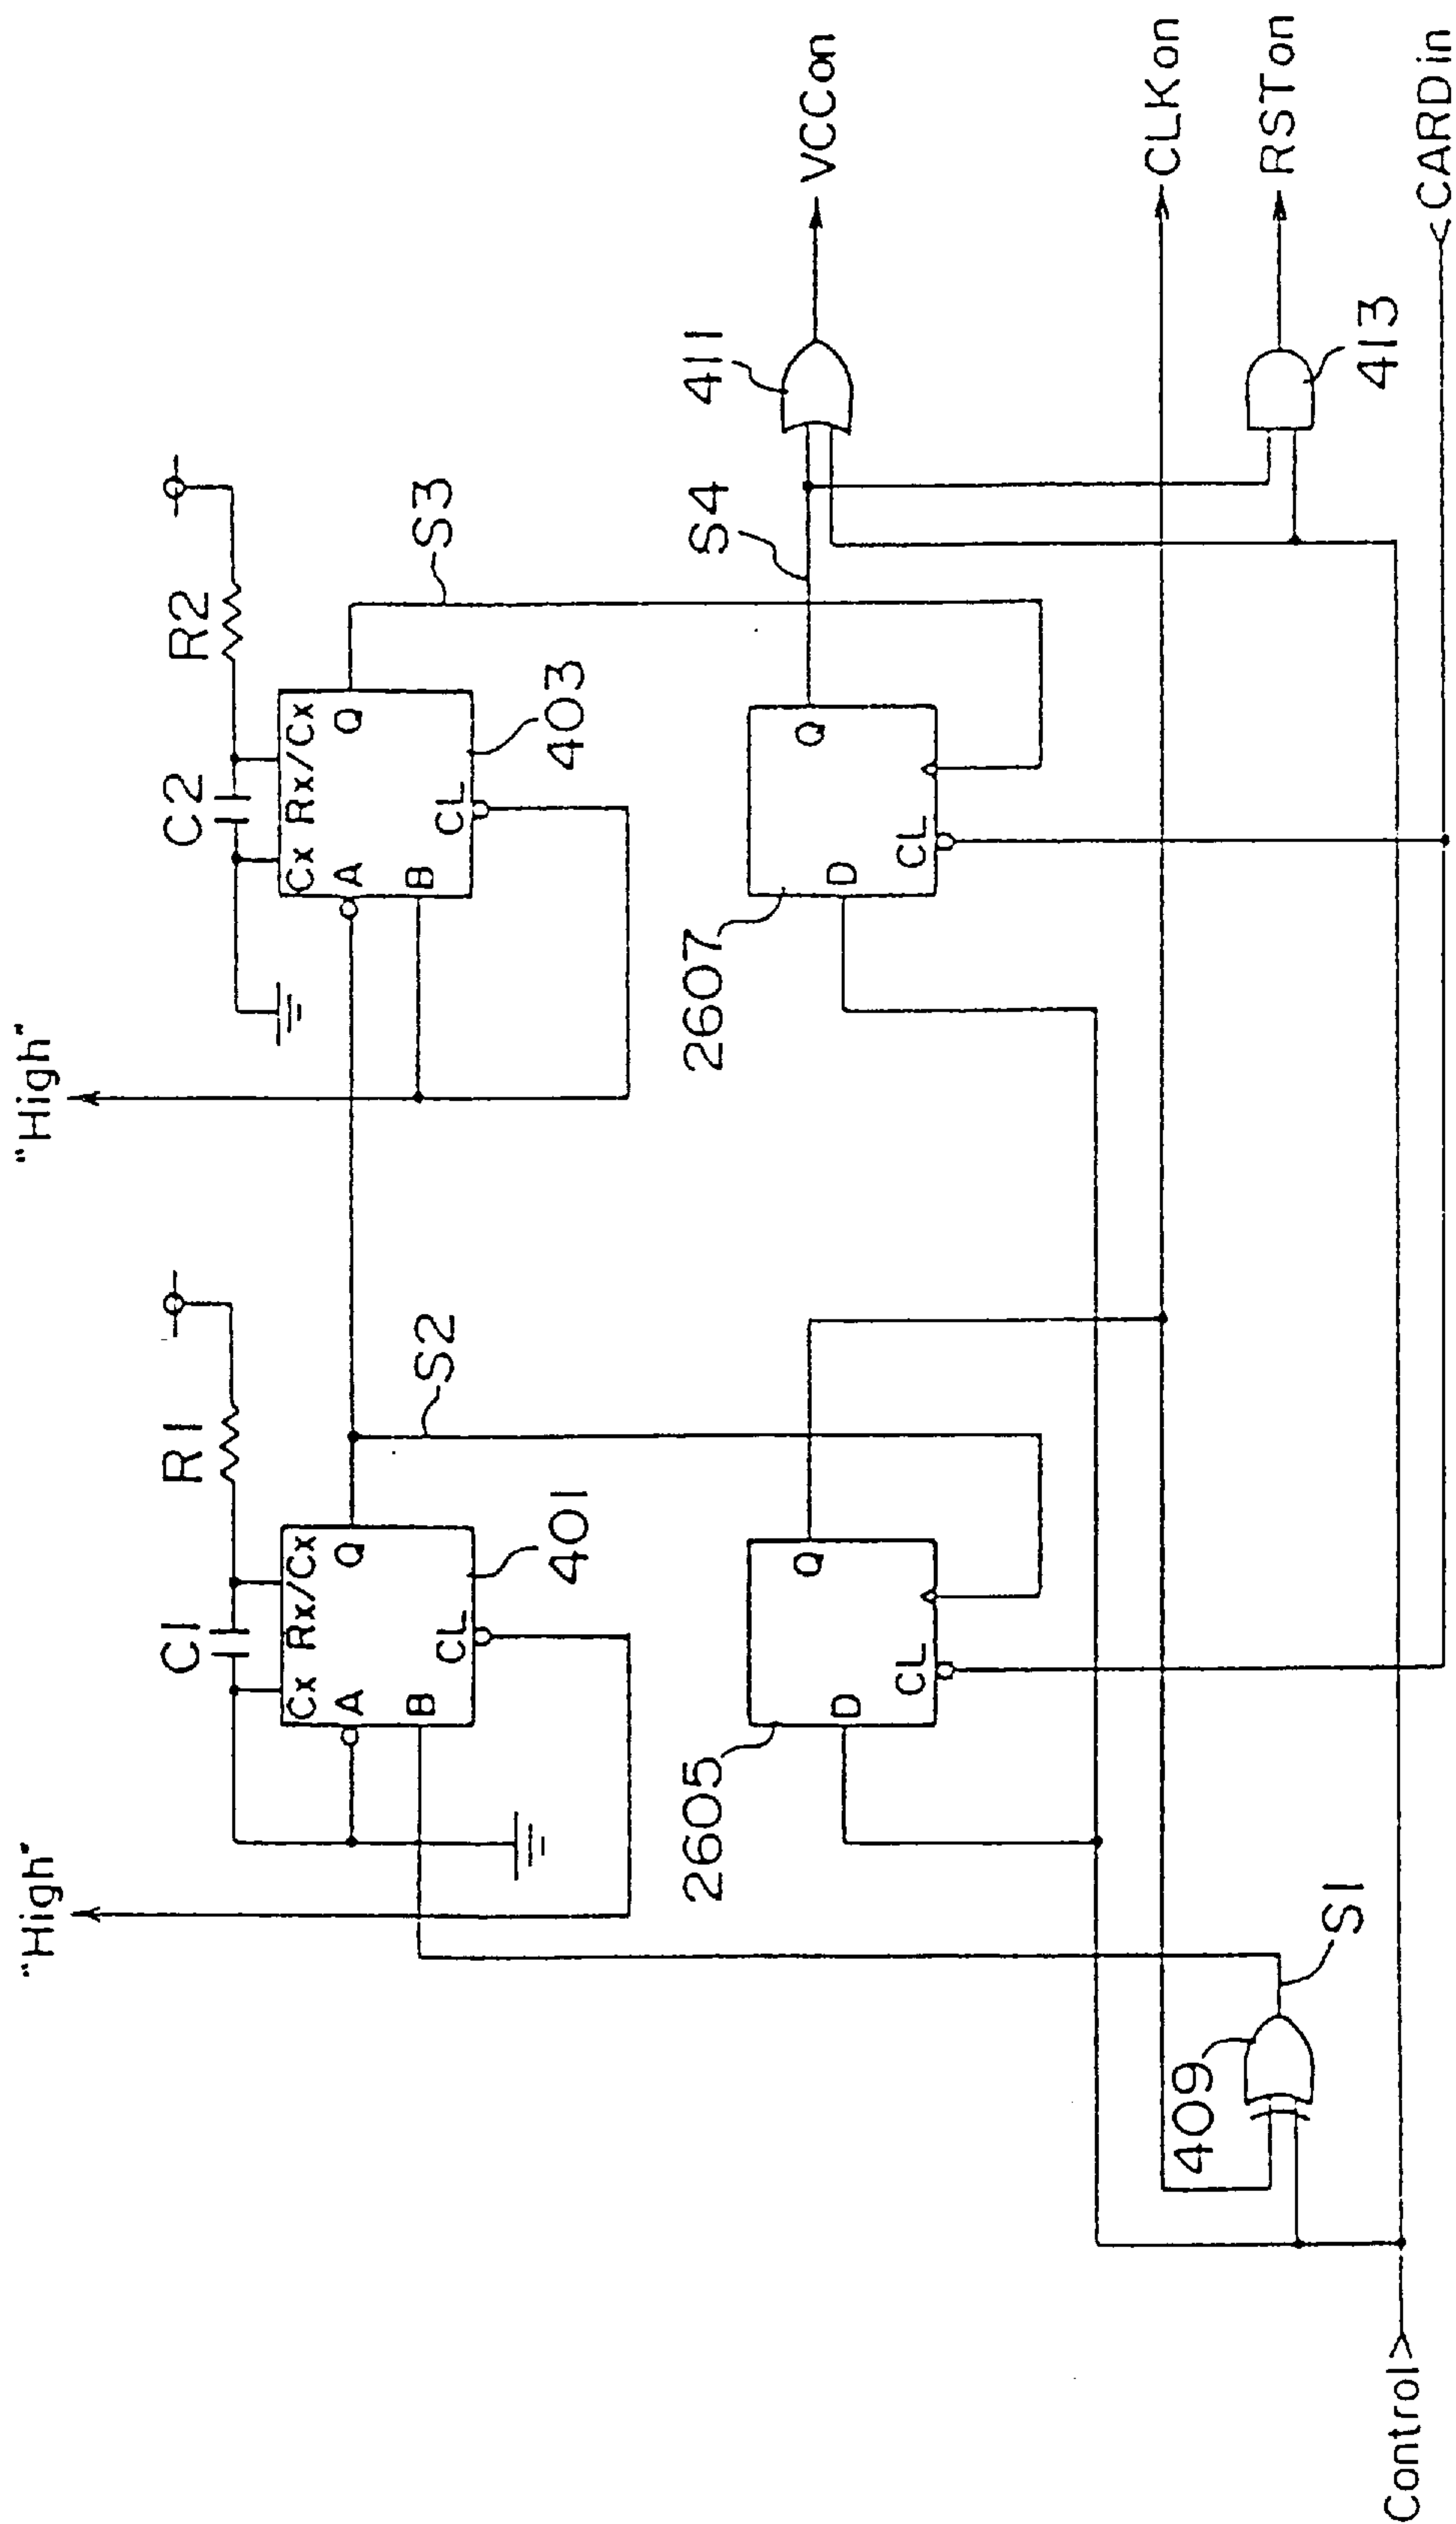 "High"
"High"
C1
R1
C2
R2
Cx
Rx/Cx
A
Q
B
CL
401
S2
Cx
Rx/Cx
A
Q
B
CL
403
S3
2605
D
Q
CL
2607
D
Q
CL
S4
411
VCCon
CLKon
409
S1
413
RSTon
Control
CARDin